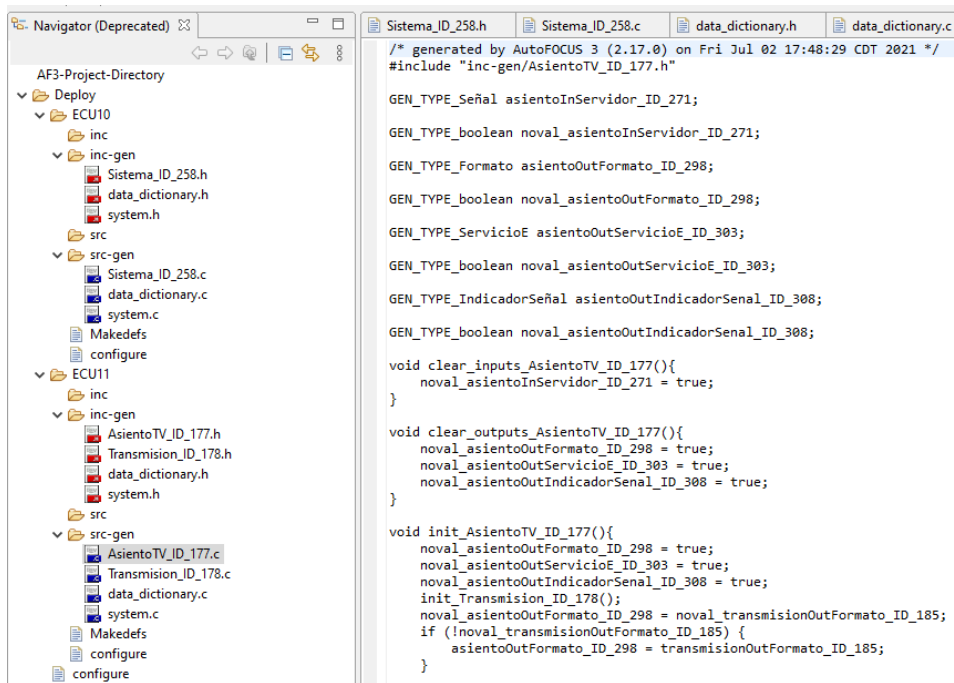 Navigator (Deprecated)
AF3-Project-Directory
Deploy
ECU10
inc
inc-gen
Sistema_ID_258.h
data_dictionary.h
system.h
src
src-gen
Sistema_ID_258.c
data_dictionary.c
system.c
Makedefs
configure
ECU11
inc
inc-gen
AsientoTV_ID_177.h
Transmision_ID_178.h
data_dictionary.h
system.h
src
src-gen
AsientoTV_ID_177.c
Transmision_ID_178.c
data_dictionary.c
system.c
Makedefs
configure
configure
Sistema_ID_258.h Sistema_ID_258.c data_dictionary.h data_dictionary.c
/* generated by AutoFOCUS 3 (2.17.0) on Fri Jul 02 17:48:29 CDT 2021 */
#include "inc-gen/AsientoTV_ID_177.h"
GEN_TYPE_Señal asientoInServidor_ID_271;
GEN_TYPE_boolean noval_asientoInServidor_ID_271;
GEN_TYPE_Formato asientoOutFormato_ID_298;
GEN_TYPE_boolean noval_asientoOutFormato_ID_298;
GEN_TYPE_ServicioE asientoOutServicioE_ID_303;
GEN_TYPE_boolean noval_asientoOutServicioE_ID_303;
GEN_TYPE_IndicadorSeñal asientoOutIndicadorSenal_ID_308;
GEN_TYPE_boolean noval_asientoOutIndicadorSenal_ID_308;
void clear_inputs_AsientoTV_ID_177(){
noval_asientoInServidor_ID_271 = true;
}
void clear_outputs_AsientoTV_ID_177(){
noval_asientoOutFormato_ID_298 = true;
noval_asientoOutServicioE_ID_303 = true;
noval_asientoOutIndicadorSenal_ID_308 = true;
}
void init_AsientoTV_ID_177(){
noval_asientoOutFormato_ID_298 = true;
noval_asientoOutServicioE_ID_303 = true;
noval_asientoOutIndicadorSenal_ID_308 = true;
init_Transmision_ID_178();
noval_asientoOutFormato_ID_298 = noval_transmisionOutFormato_ID_185;
if (!noval_transmisionOutFormato_ID_185) {
asientoOutFormato_ID_298 = transmisionOutFormato_ID_185;
}